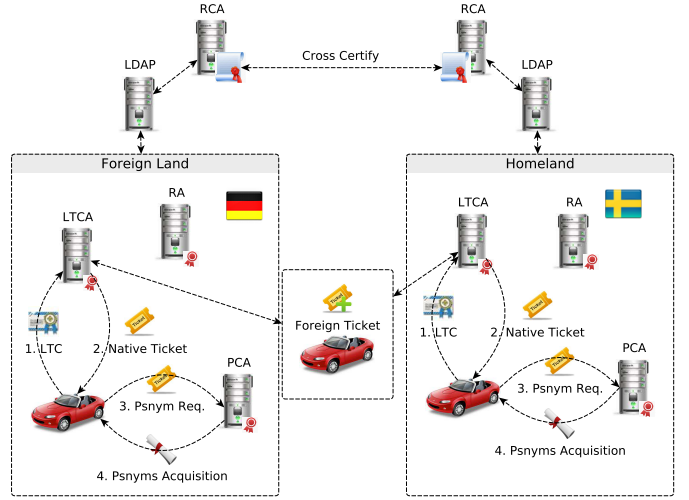 RCA
RCA
LDAP
Cross Certify
LDAP
Foreign Land
Homeland
RA
LTCA
LTCA
RA
Ticket
Foreign Ticket
Ticket
1. LTC
2. Native Ticket
Ticket
1. LTC
2. Native Ticket
PCA
Ticket
3. Psnym Req.
PCA
Ticket
3. Psnym Req.
4. Psnyms Acquisition
4. Psnyms Acquisition